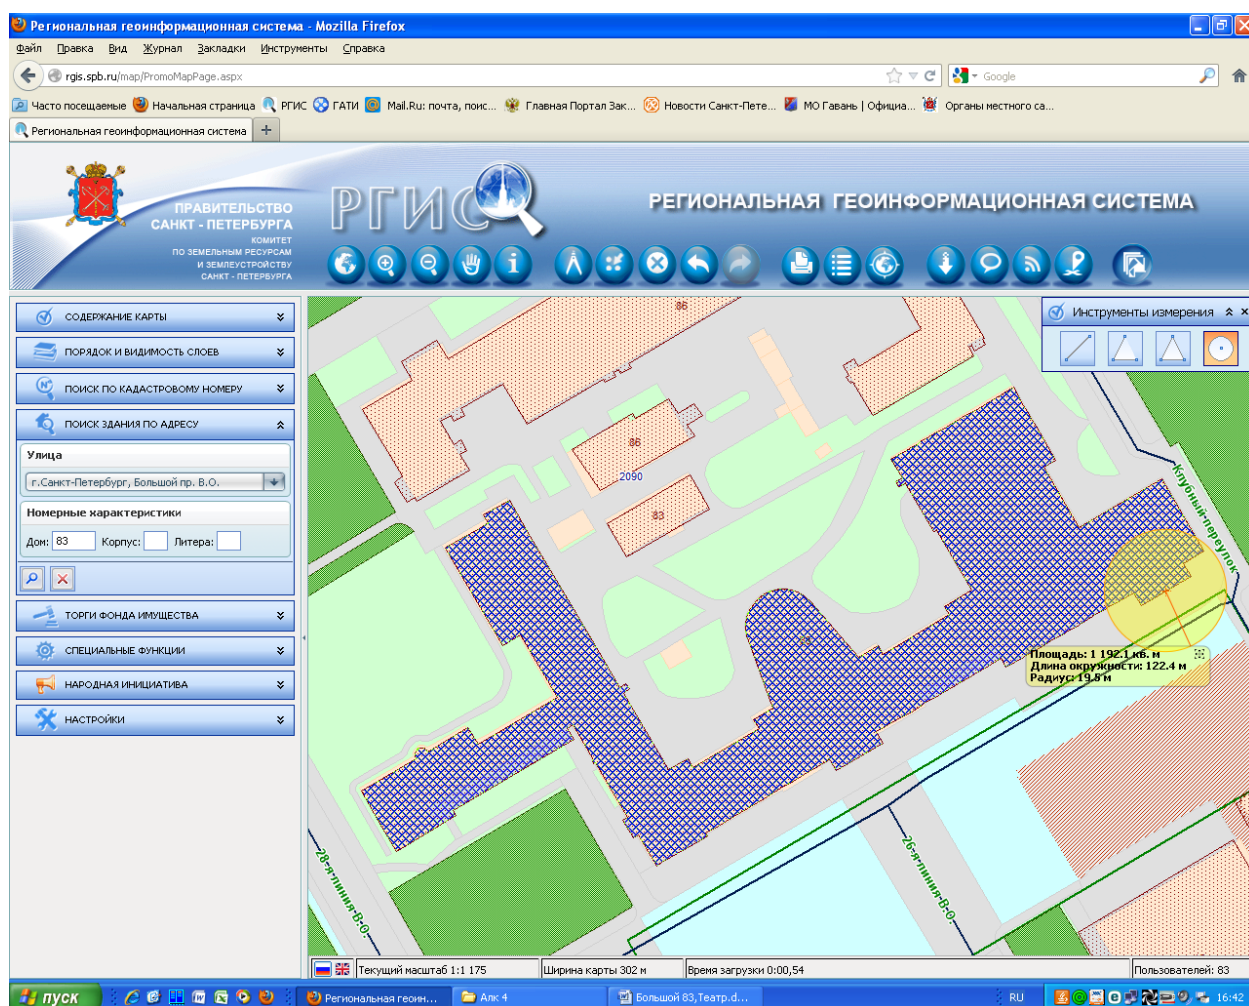 Региональная геоинформационная система - Mozilla Firefox
Файл Правка Вид Журнал Закладки Инструменты Справка
rgis.spb.ru/map/PromoMapPage.aspx
Google
Часто посещаемые Начальная страница РГИС ГАТИ Mail.Ru: почта, поис... Главная Портал Зак... Новости Санкт-Пете... МО Гавань | Официа... Органы местного са...
Региональная геоинформационная система +
ПРАВИТЕЛЬСТВО
САНКТ - ПЕТЕРБУРГА
КОМИТЕТ
ПО ЗЕМЕЛЬНЫМ РЕСУРСАМ
И ЗЕМЛЕУСТРОЙСТВУ
САНКТ - ПЕТЕРБУРГА
РГИС
РЕГИОНАЛЬНАЯ ГЕОИНФОРМАЦИОННАЯ СИСТЕМА
СОДЕРЖАНИЕ КАРТЫ
ПОРЯДОК И ВИДИМОСТЬ СЛОЕВ
ПОИСК ПО КАДАСТРОВОМУ НОМЕРУ
ПОИСК ЗДАНИЯ ПО АДРЕСУ
Улица
г.Санкт-Петербург, Большой пр. В.О.
Номерные характеристики
Дом: 83 Корпус: Литера:
ТОРГИ ФОНДА ИМУЩЕСТВА
СПЕЦИАЛЬНЫЕ ФУНКЦИИ
НАРОДНАЯ ИНИЦИАТИВА
НАСТРОЙКИ
Инструменты измерения
86
86
2090
83
83
Клубный переулок
Площадь: 1 192.1 кв. м
Длина окружности: 122.4 м
Радиус: 19.5 м
28-я линия В.О.
26-я линия В.О.
Текущий масштаб 1:1 175 Ширина карты 302 м Время загрузки 0:00,54 Пользователей: 83
пуск Региональная геоин... Алк 4 Большой 83,Театр.d... RU 16:42